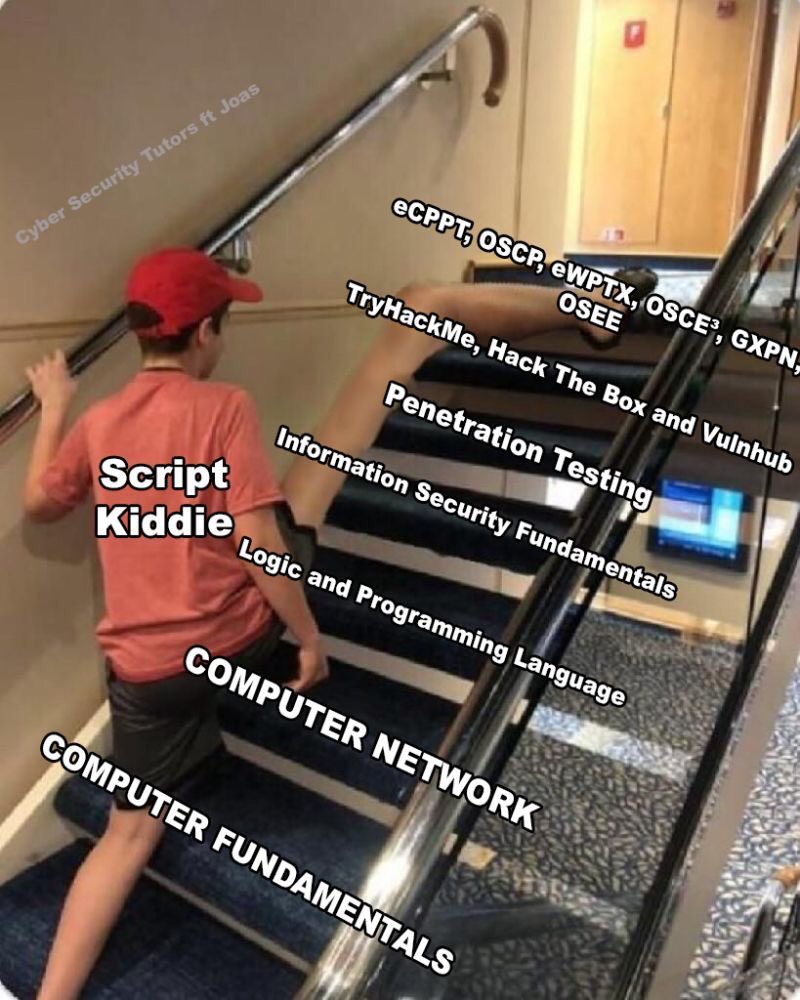 Cyber Security Tutors ft Joas
eCPPT, OSCP, eWPTX, OSCE³, GXPN,
OSEE
TryHackMe, Hack The Box and Vulnhub
Penetration Testing
Information Security Fundamentals
Script
Kiddie
Logic and Programming Language
COMPUTER NETWORK
COMPUTER FUNDAMENTALS